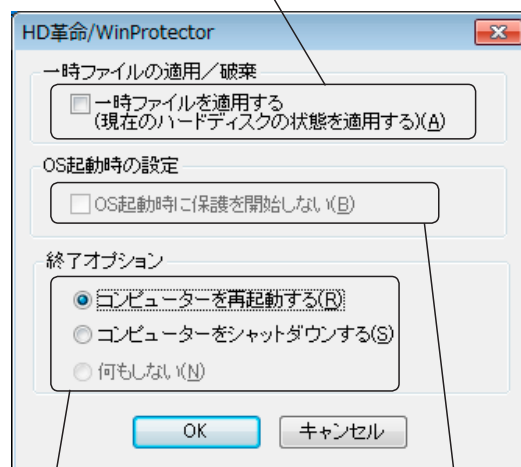 HD革命/WinProtector
一時ファイルの適用／破棄
一時ファイルを適用する
(現在のハードディスクの状態を適用する)(A)
OS起動時の設定
OS起動時に保護を開始しない(B)
終了オプション
コンピューターを再起動する(R)
コンピューターをシャットダウンする(S)
何もしない(N)
OK
キャンセル